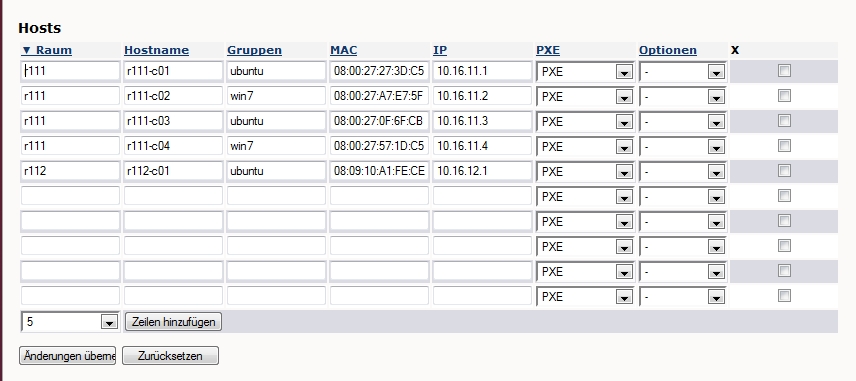 Hosts
▼ Raum Hostname Gruppen MAC IP PXE Optionen X
r111 r111-c01 ubuntu 08:00:27:27:3D:C5 10.16.11.1 PXE -
r111 r111-c02 win7 08:00:27:A7:E7:5F 10.16.11.2 PXE -
r111 r111-c03 ubuntu 08:00:27:0F:6F:CB 10.16.11.3 PXE -
r111 r111-c04 win7 08:00:27:57:1D:C5 10.16.11.4 PXE -
r112 r112-c01 ubuntu 08:09:10:A1:FE:CE 10.16.12.1 PXE -
PXE -
PXE -
PXE -
PXE -
PXE -
5 Zeilen hinzufügen
Änderungen überne Zurücksetzen